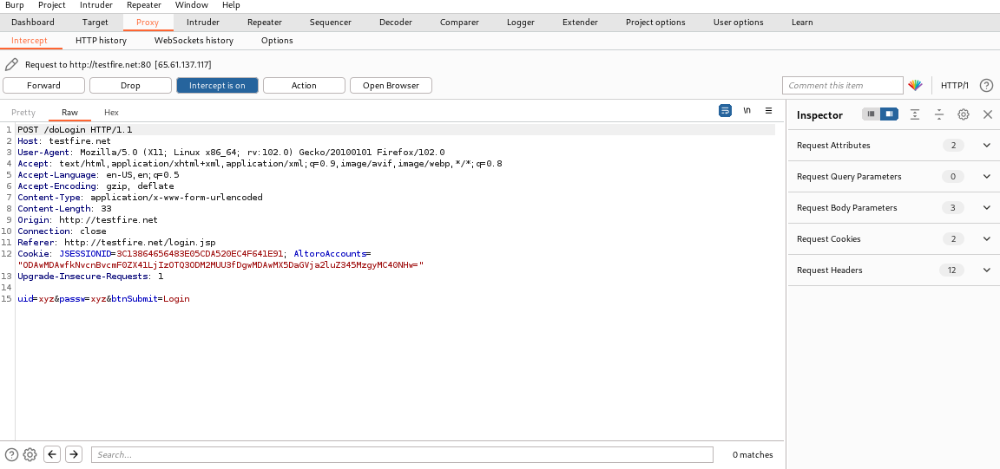 Burp Project Intruder Repeater Window Help
Dashboard Target Proxy Intruder Repeater Sequencer Decoder Comparer Logger Extender Project options User options Learn
Intercept HTTP history WebSockets history Options
Request to http://testfire.net:80 [65.61.137.117]
Forward Drop Intercept is on Action Open Browser Comment this item HTTP/1 ?
Pretty Raw Hex \n
1 POST /doLogin HTTP/1.1
2 Host: testfire.net
3 User-Agent: Mozilla/5.0 (X11; Linux x86_64; rv:102.0) Gecko/20100101 Firefox/102.0
4 Accept: text/html,application/xhtml+xml,application/xml;q=0.9,image/avif,image/webp,*/*;q=0.8
5 Accept-Language: en-US,en;q=0.5
6 Accept-Encoding: gzip, deflate
7 Content-Type: application/x-www-form-urlencoded
8 Content-Length: 33
9 Origin: http://testfire.net
10 Connection: close
11 Referer: http://testfire.net/login.jsp
12 Cookie: JSESSIONID=3C13864656483E05CDA520EC4F641E91; AltoroAccounts=
"ODAwMDAwfkNvcnBvcmF0ZX41LjIzOTQ3ODM2MUU3fDgwMDAwMX5DaGVja2luZ345MzgyMC40NHw="
13 Upgrade-Insecure-Requests: 1
14
15 uid=xyz&passw=xyz&btnSubmit=Login
Inspector
Request Attributes 2
Request Query Parameters 0
Request Body Parameters 3
Request Cookies 2
Request Headers 12
? Search... 0 matches